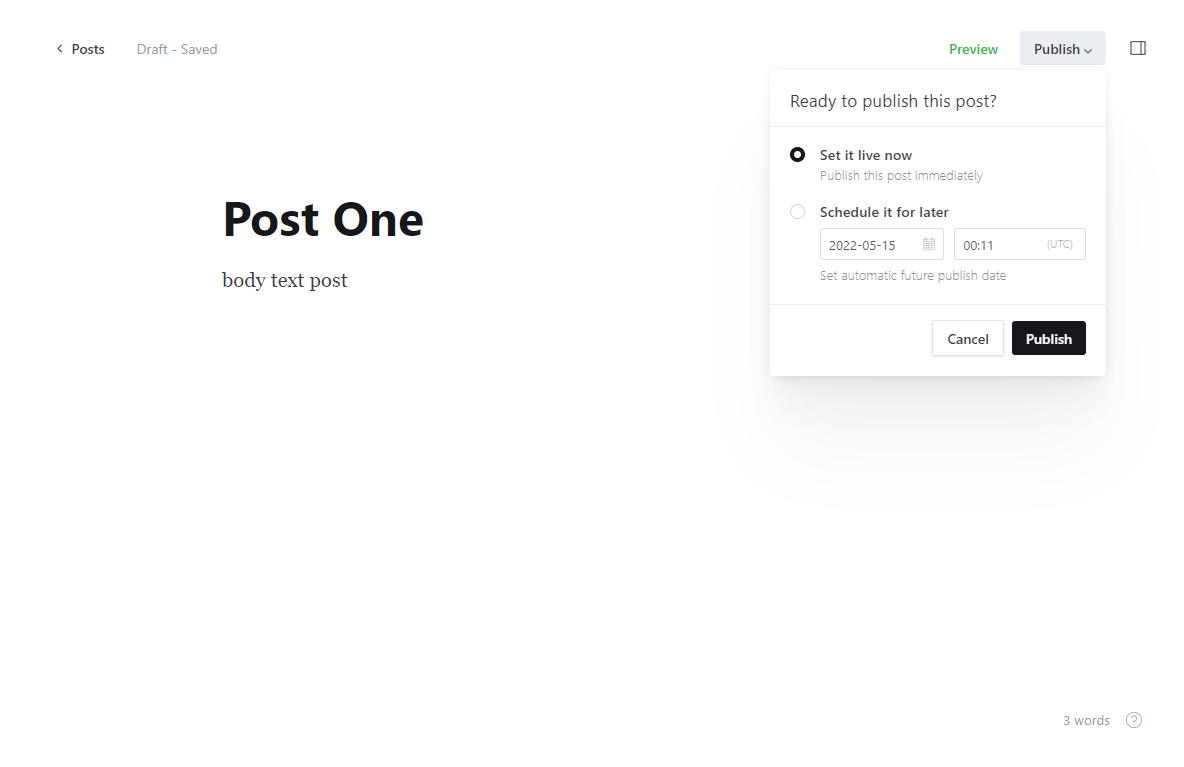 Posts
Draft - Saved
Preview
Publish
Ready to publish this post?
Set it live now
Publish this post immediately
Schedule it for later
2022-05-15
00:11
(UTC)
Set automatic future publish date
Cancel
Publish
Post One
body text post
3 words
?